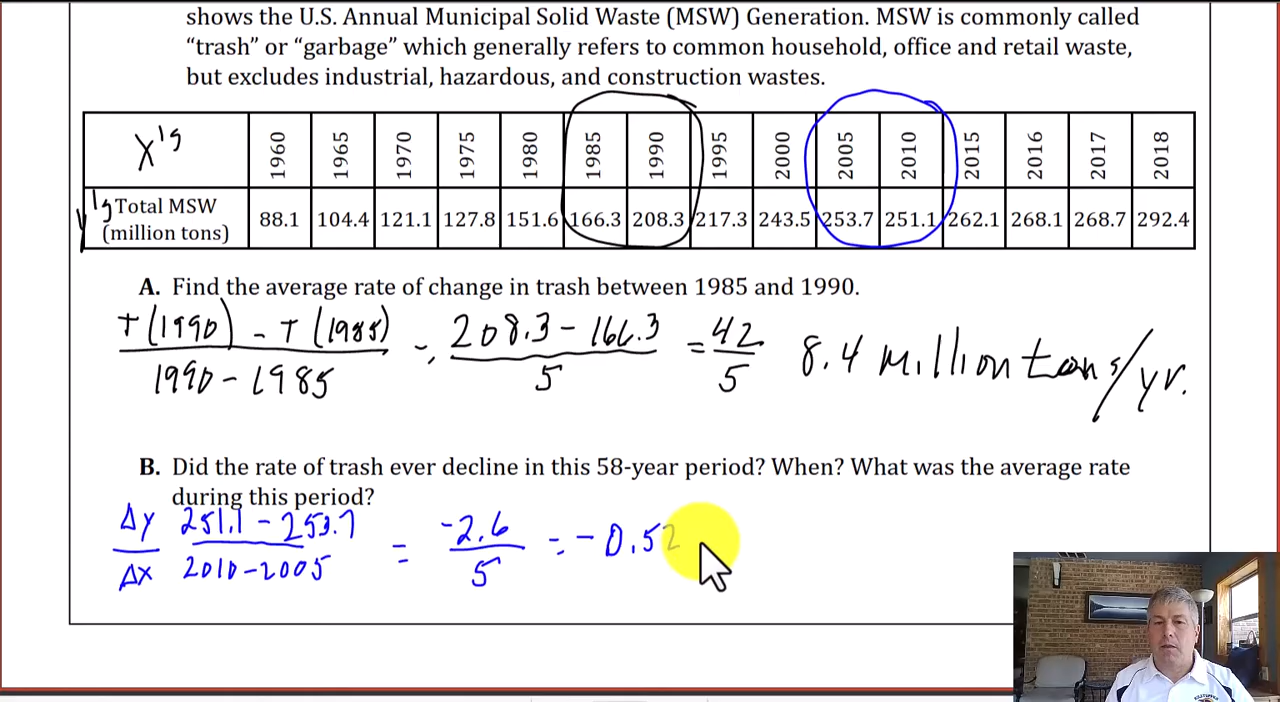 shows the U.S. Annual Municipal Solid Waste (MSW) Generation. MSW is commonly called
“trash” or “garbage” which generally refers to common household, office and retail waste,
but excludes industrial, hazardous, and construction wastes.
X's 1960 1965 1970 1975 1980 1985 1990 1995 2000 2005 2010 2015 2016 2017 2018
y's Total MSW
(million tons) 88.1 104.4 121.1 127.8 151.6 166.3 208.3 217.3 243.5 253.7 251.1 262.1 268.1 268.7 292.4
A. Find the average rate of change in trash between 1985 and 1990.
T(1990) - T(1985) = 208.3 - 166.3 = 42 8.4 million tons/yr.
1990 - 1985 5 5
B. Did the rate of trash ever decline in this 58-year period? When? What was the average rate
during this period?
Δy 251.1 - 253.7 = -2.6 = -0.52
Δx 2010-2005 5